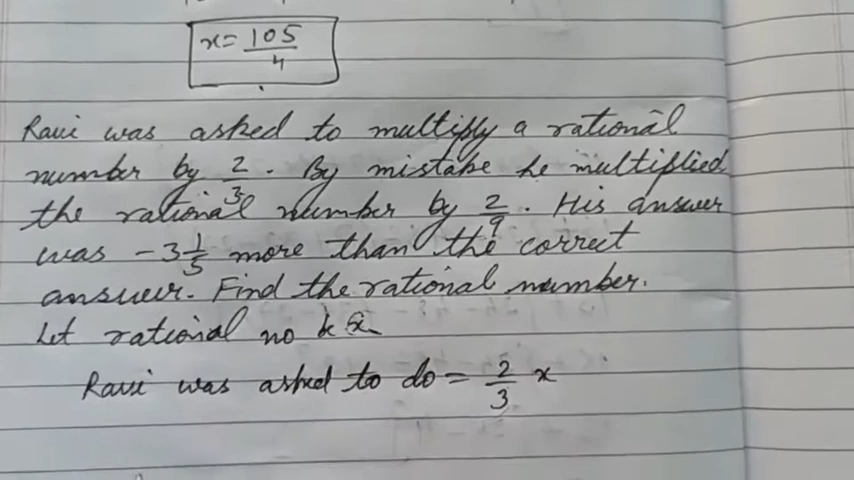 x = 105/4
Ravi was asked to multiply a rational
number by 2/3. By mistake he multiplied
the rational number by 2/9. His answer
was -3 1/5 more than the correct
answer. Find the rational number.
Let rational no be x
Ravi was asked to do = 2/3 x